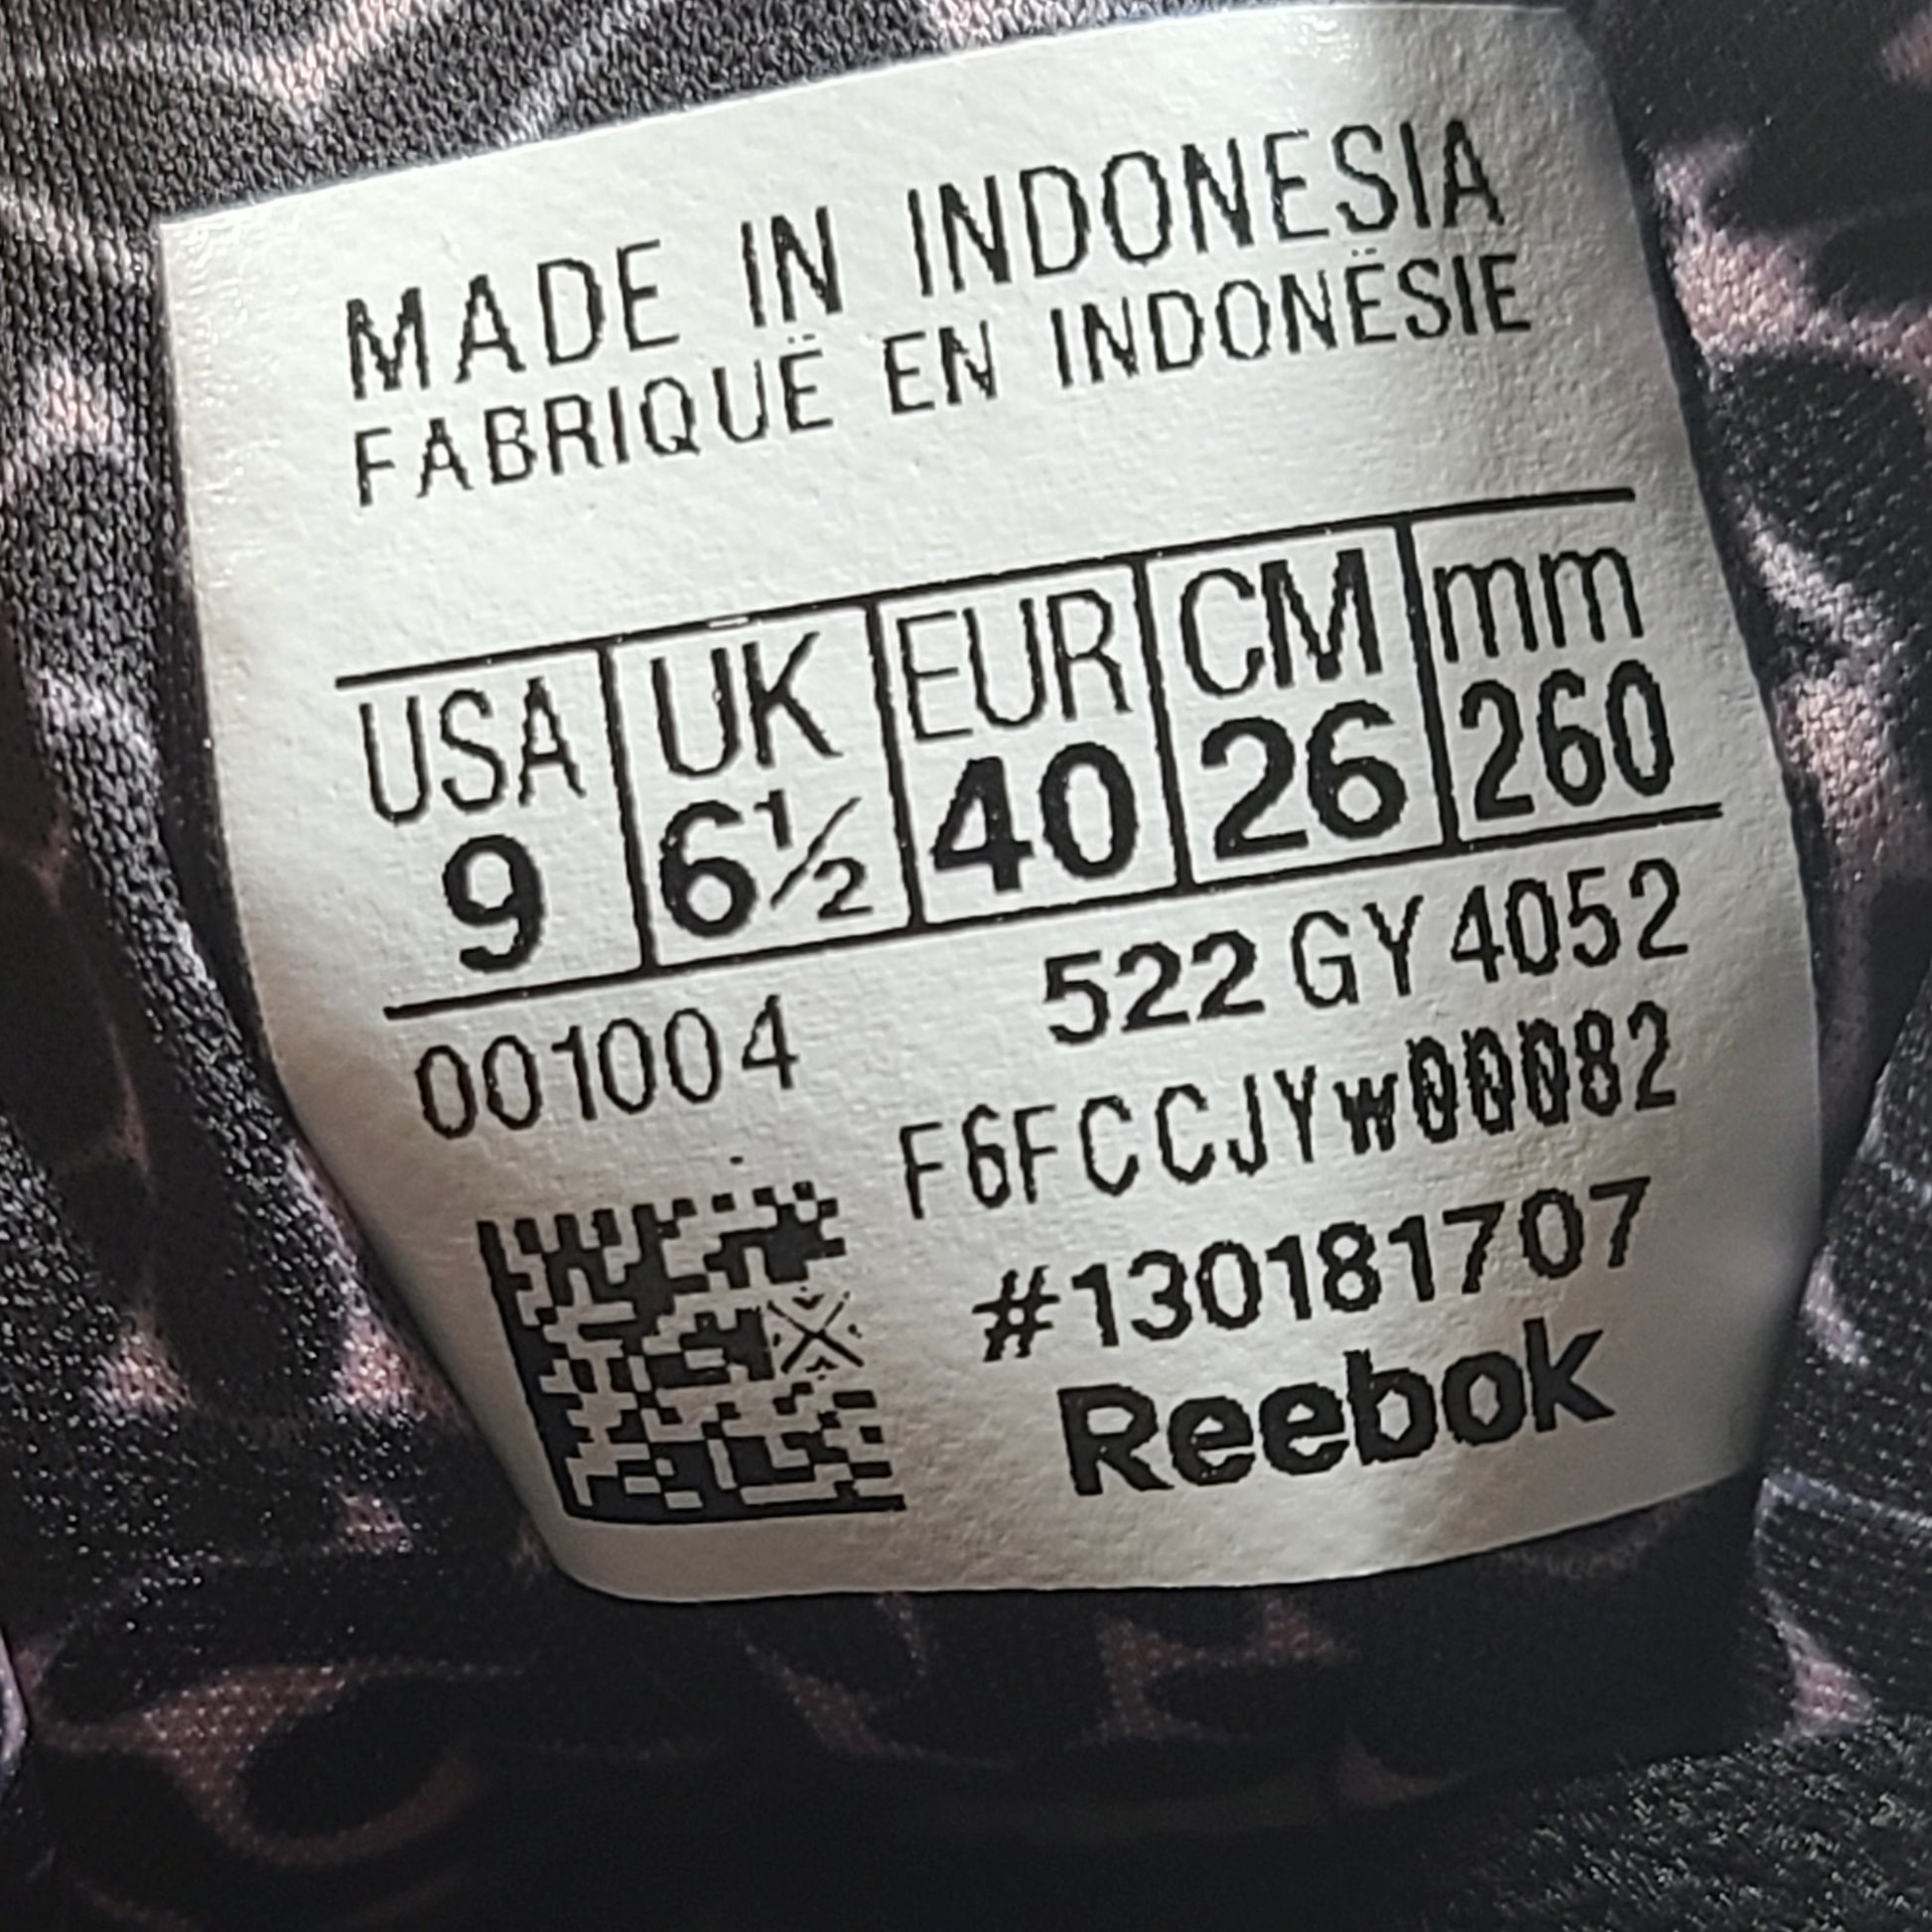 MADE IN INDONESIA
FABRIQUË EN INDONËSIE
USA UK EUR CM mm
9 6½ 40 26 260
001004 522 GY 4052
F6FCCJYw00082
#130181707
Reebok